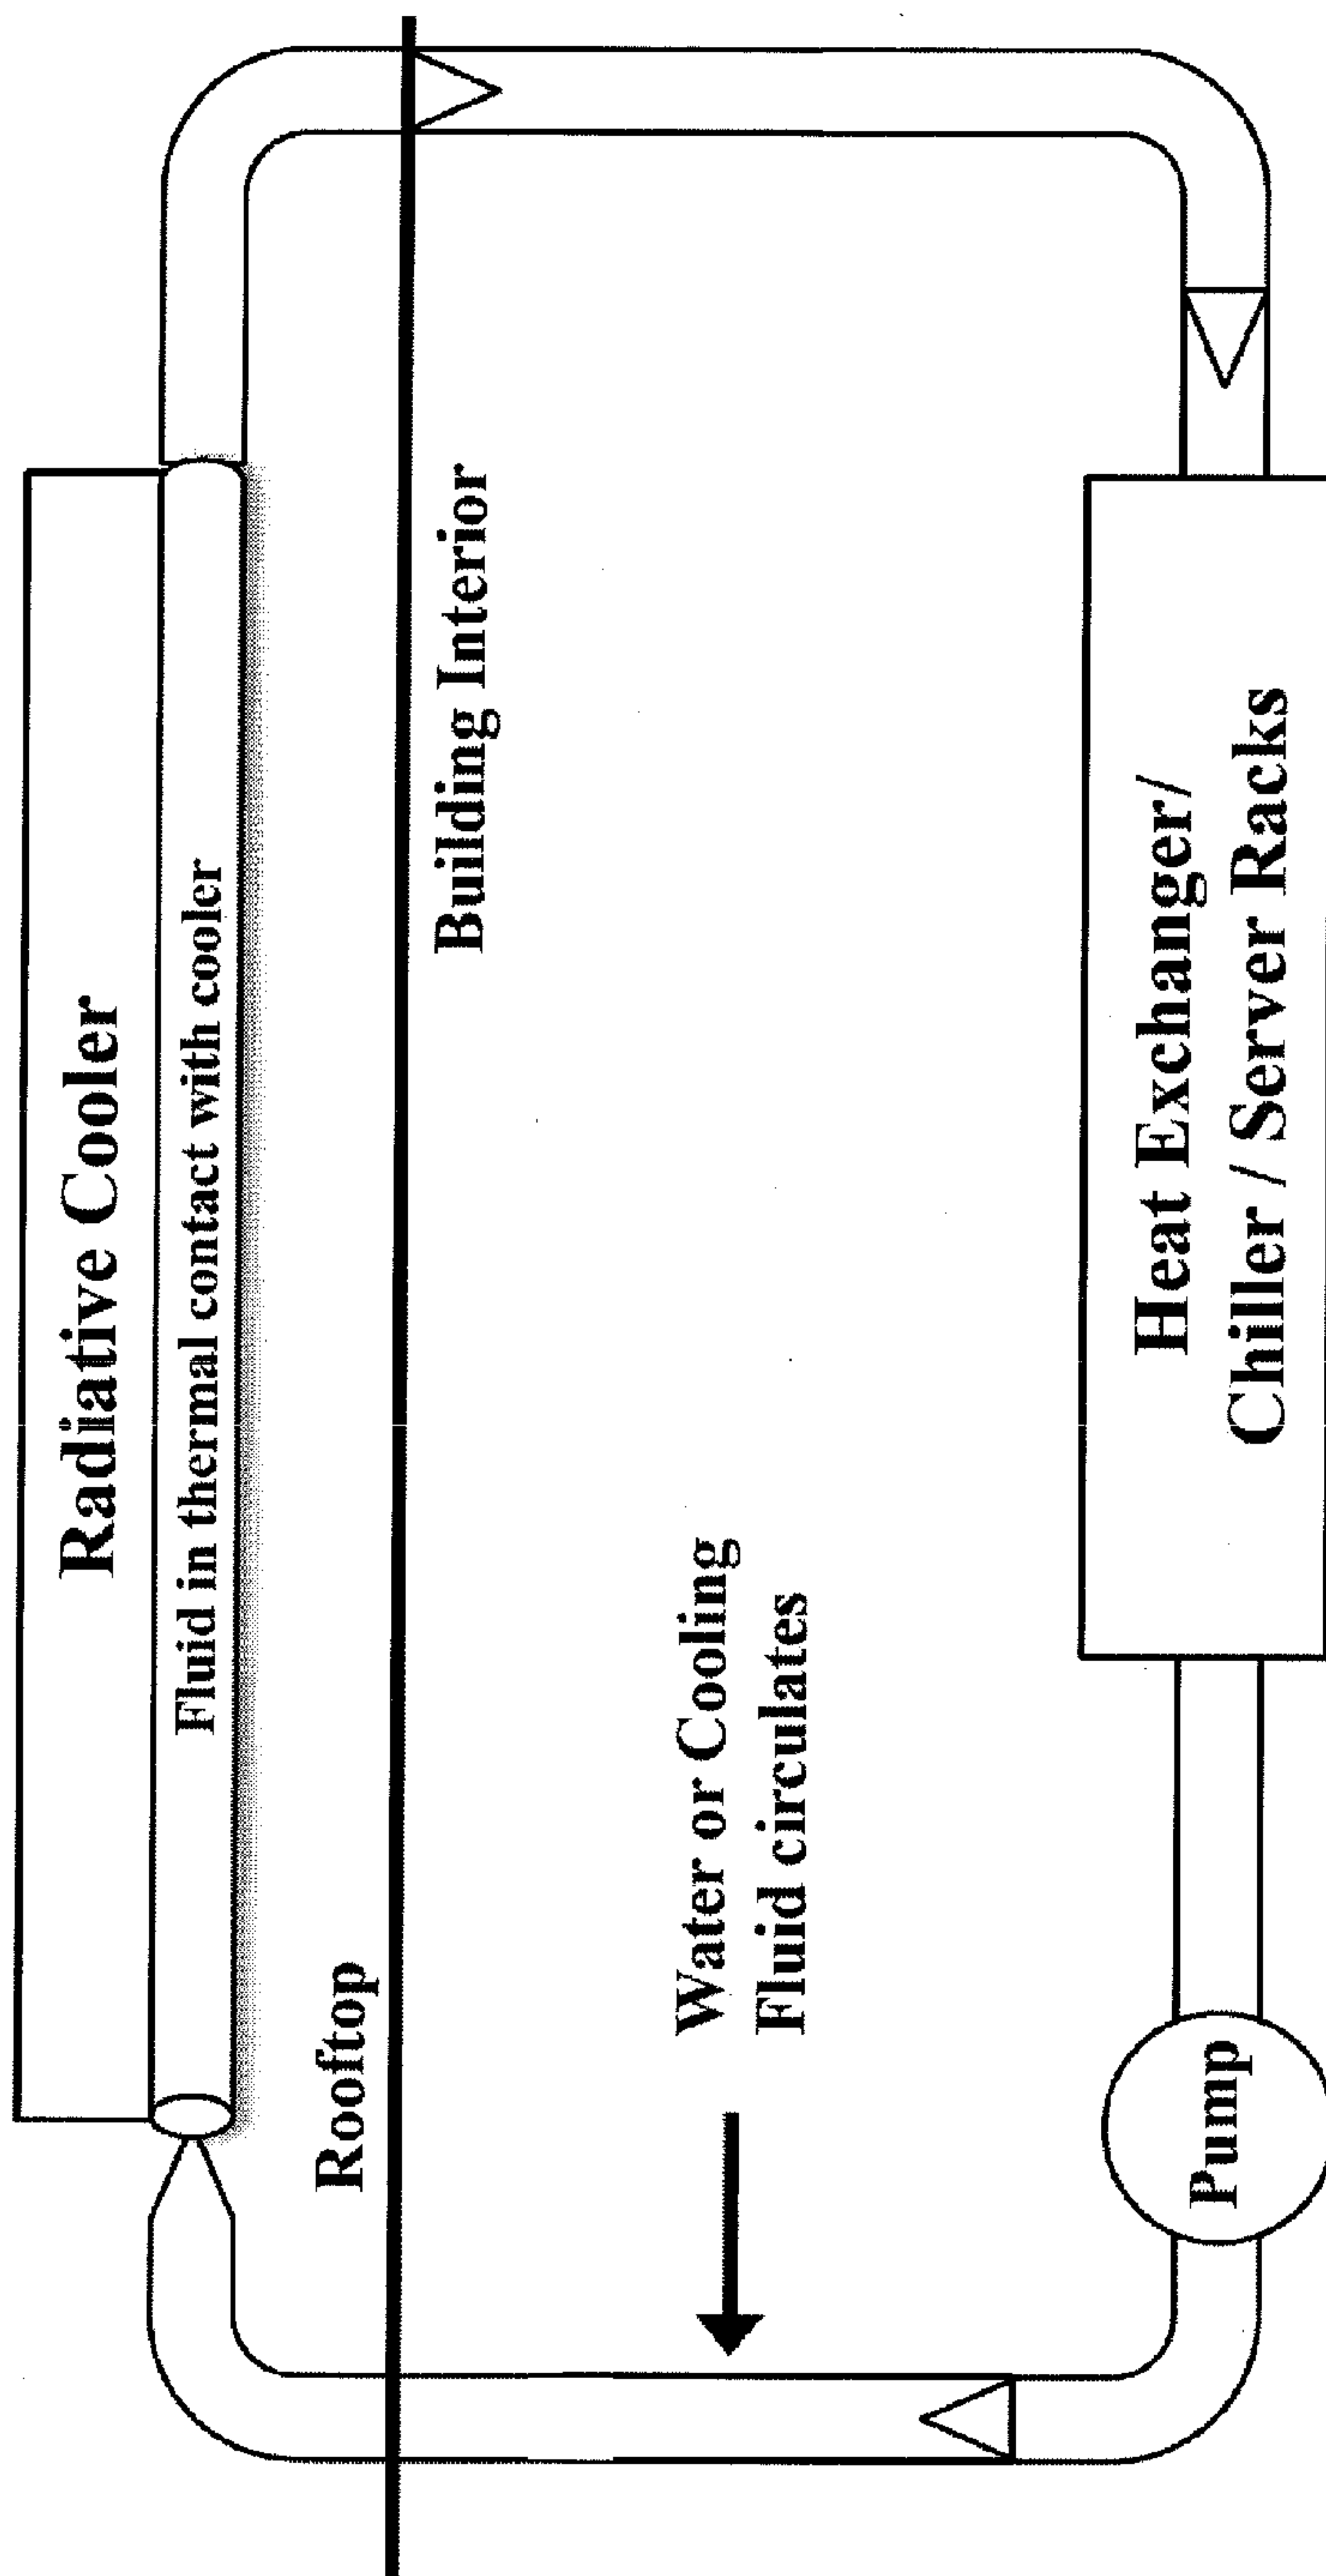 Radiative Cooler
Fluid in thermal contact with cooler
Rooftop
Building Interior
Water or Cooling
Fluid circulates
Pump
Heat Exchanger/
Chiller / Server Racks